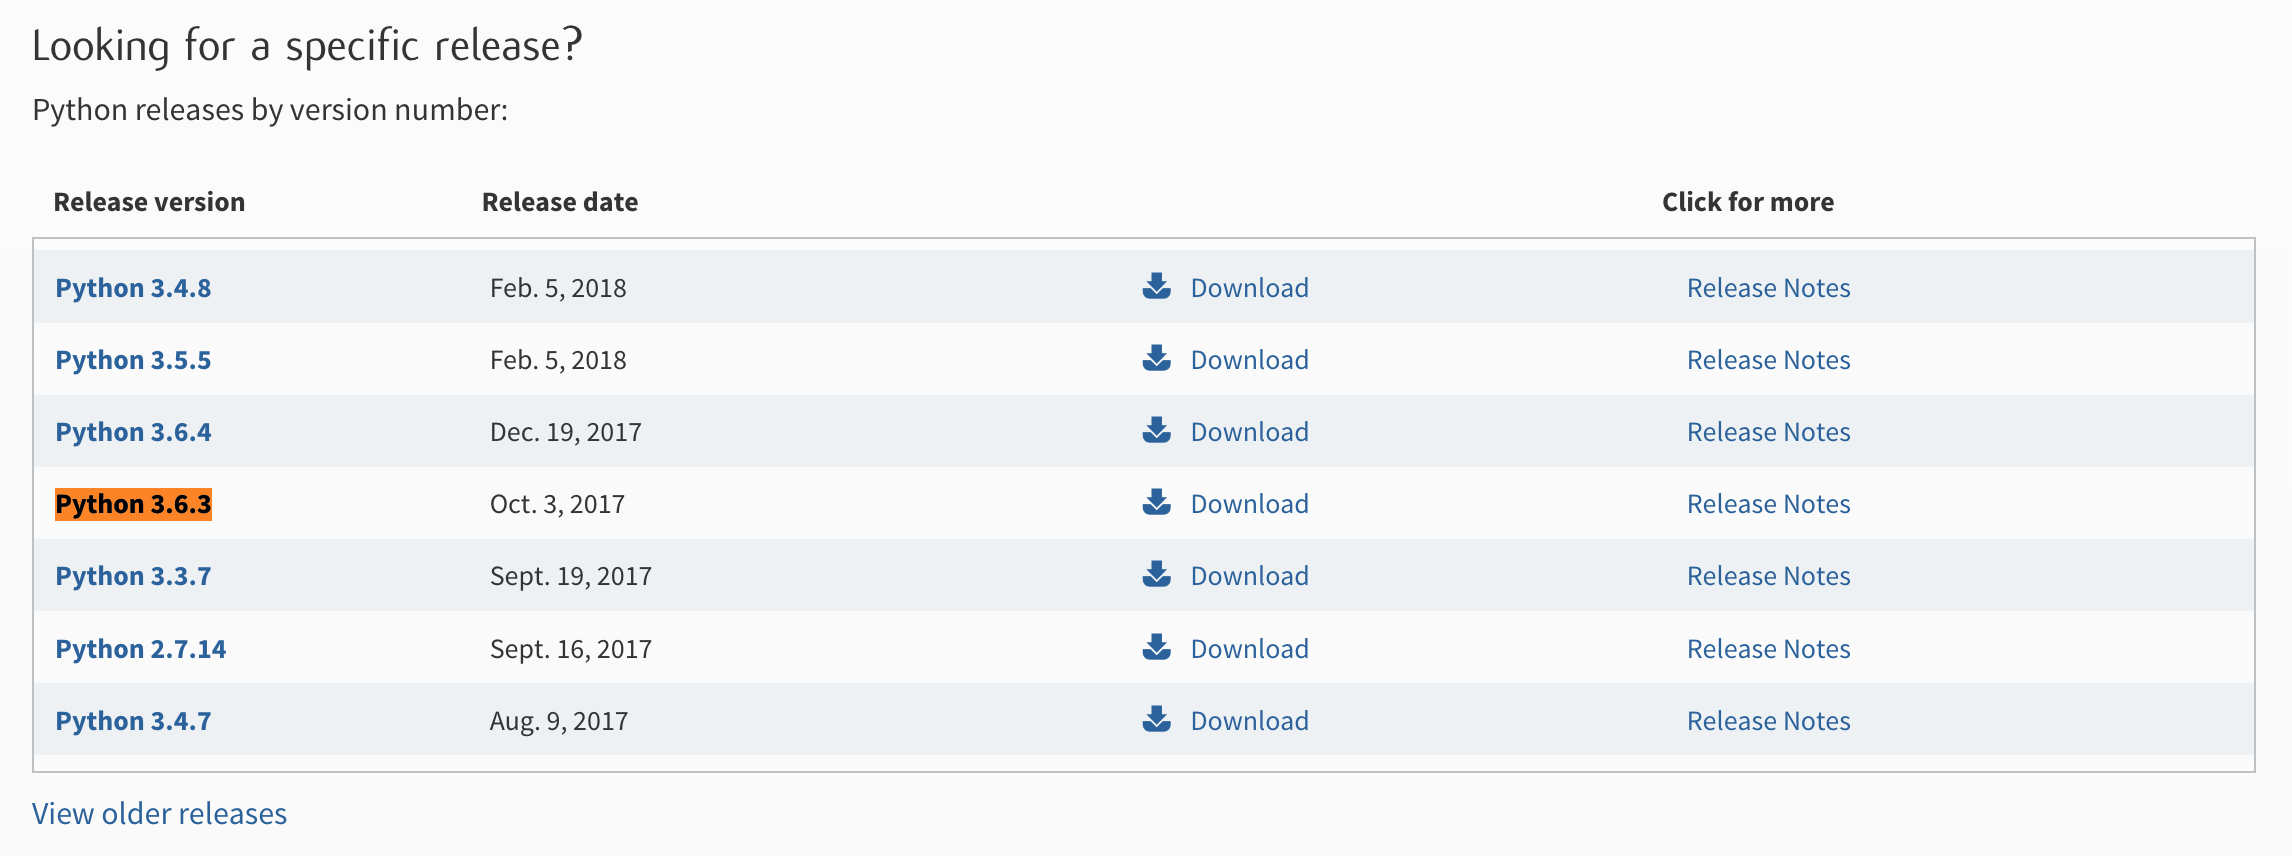 Looking for a specific release?
Python releases by version number:
Release version Release date Click for more
Python 3.4.8 Feb. 5, 2018 Download Release Notes
Python 3.5.5 Feb. 5, 2018 Download Release Notes
Python 3.6.4 Dec. 19, 2017 Download Release Notes
Python 3.6.3 Oct. 3, 2017 Download Release Notes
Python 3.3.7 Sept. 19, 2017 Download Release Notes
Python 2.7.14 Sept. 16, 2017 Download Release Notes
Python 3.4.7 Aug. 9, 2017 Download Release Notes
View older releases